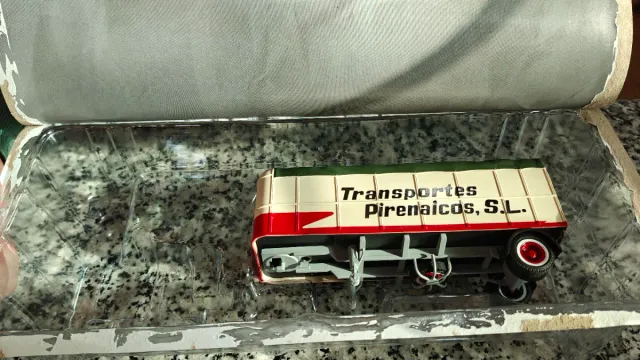 Transportes
Pirenaicos, S.L.